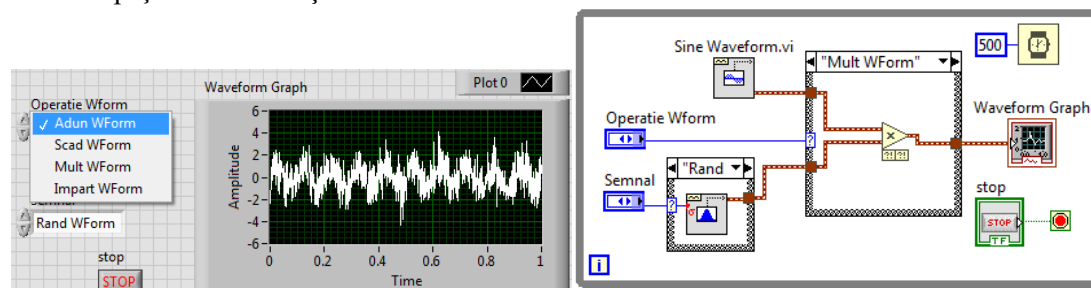 Waveform Graph
Plot 0
Operatie Wform
✓ Adun WForm
Scad WForm
Mult WForm
Impart WForm
Rand WForm
stop
STOP
Amplitude
6
4
2
0
-2
-4
-6
0 0.2 0.4 0.6 0.8 1
Time
Sine Waveform.vi
"Mult WForm"
500
Operatie Wform
Waveform Graph
Semnal
"Rand
σ
?!
?!
stop
STOP
TF
i